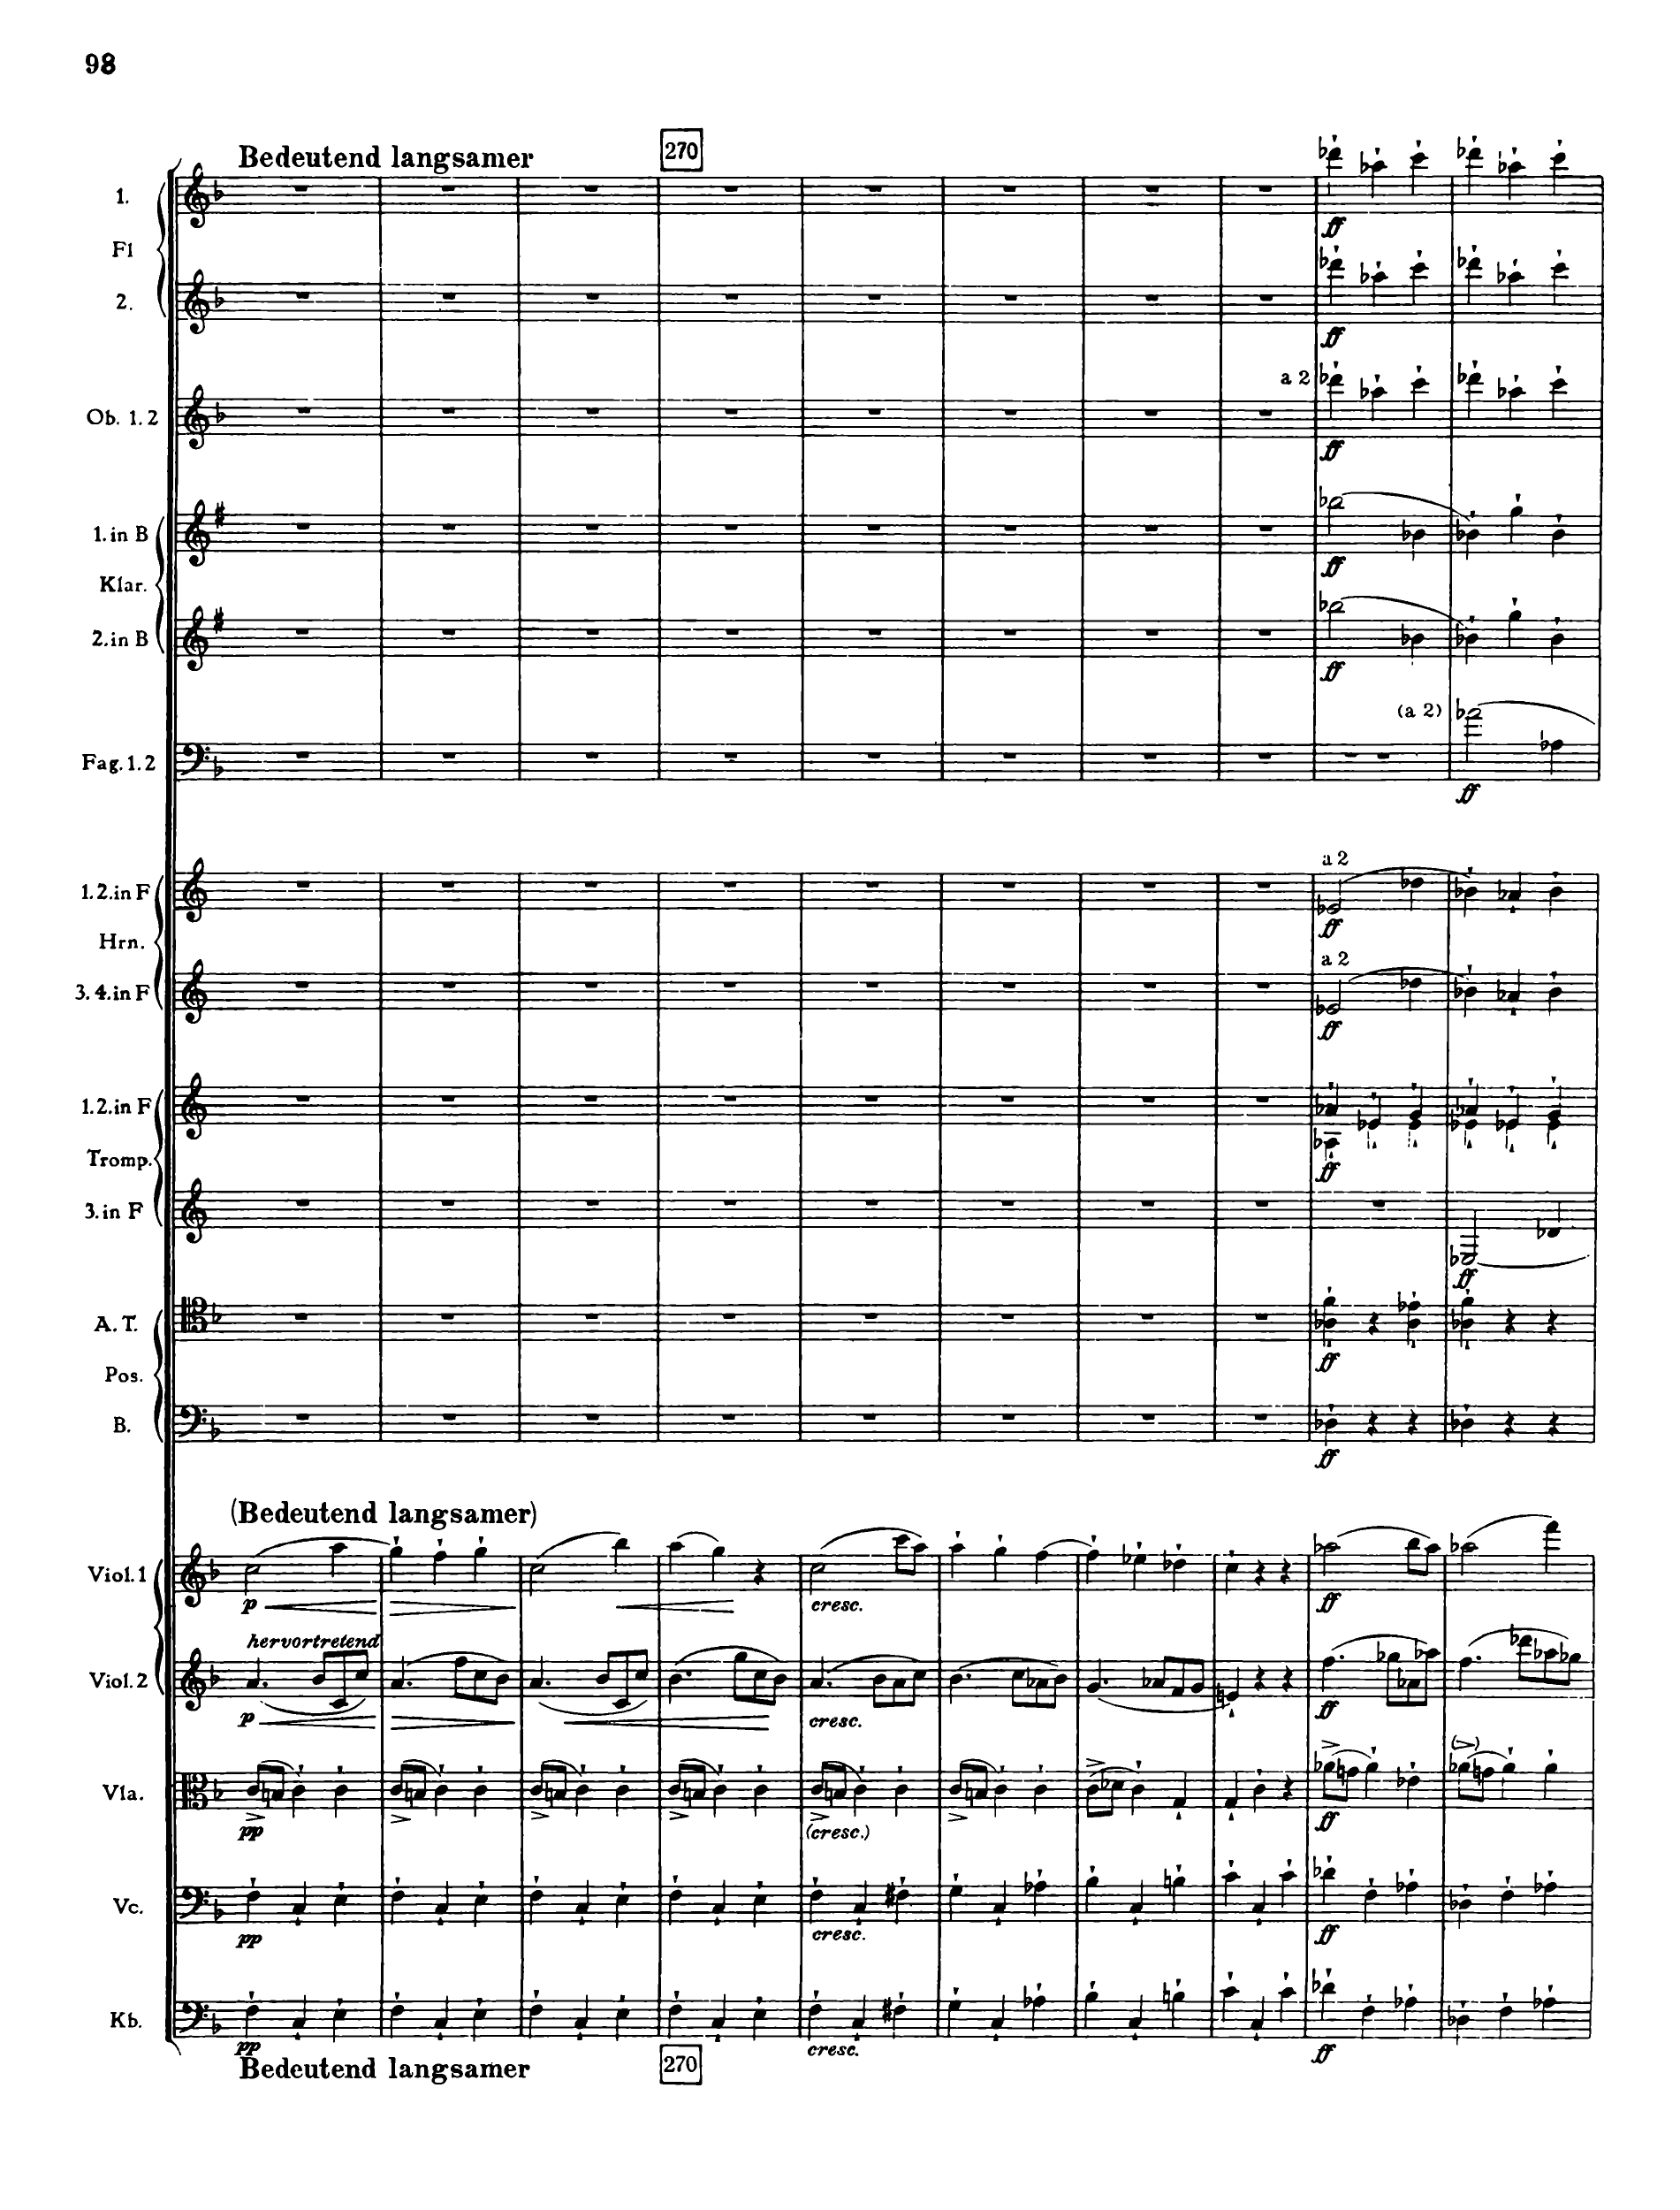 98
Bedeutend langsamer 270
1.
Fl
ff
2.
ff
a 2
Ob. 1. 2
ff
1. in B
ff
Klar.
2. in B
ff
(a 2)
Fag. 1. 2
ff
a 2
1.2. in F
ff
Hrn.
a 2
3. 4. in F
ff
1.2. in F
Tromp.
ff
3. in F
ff
A. T.
ff
Pos.
B.
ff
(Bedeutend langsamer)
Viol. 1
p cresc. ff
hervortretend
Viol. 2
p cresc. ff
Vla.
pp (cresc.) ff
Vc.
pp cresc. ff
Kb.
pp cresc. ff
Bedeutend langsamer 270